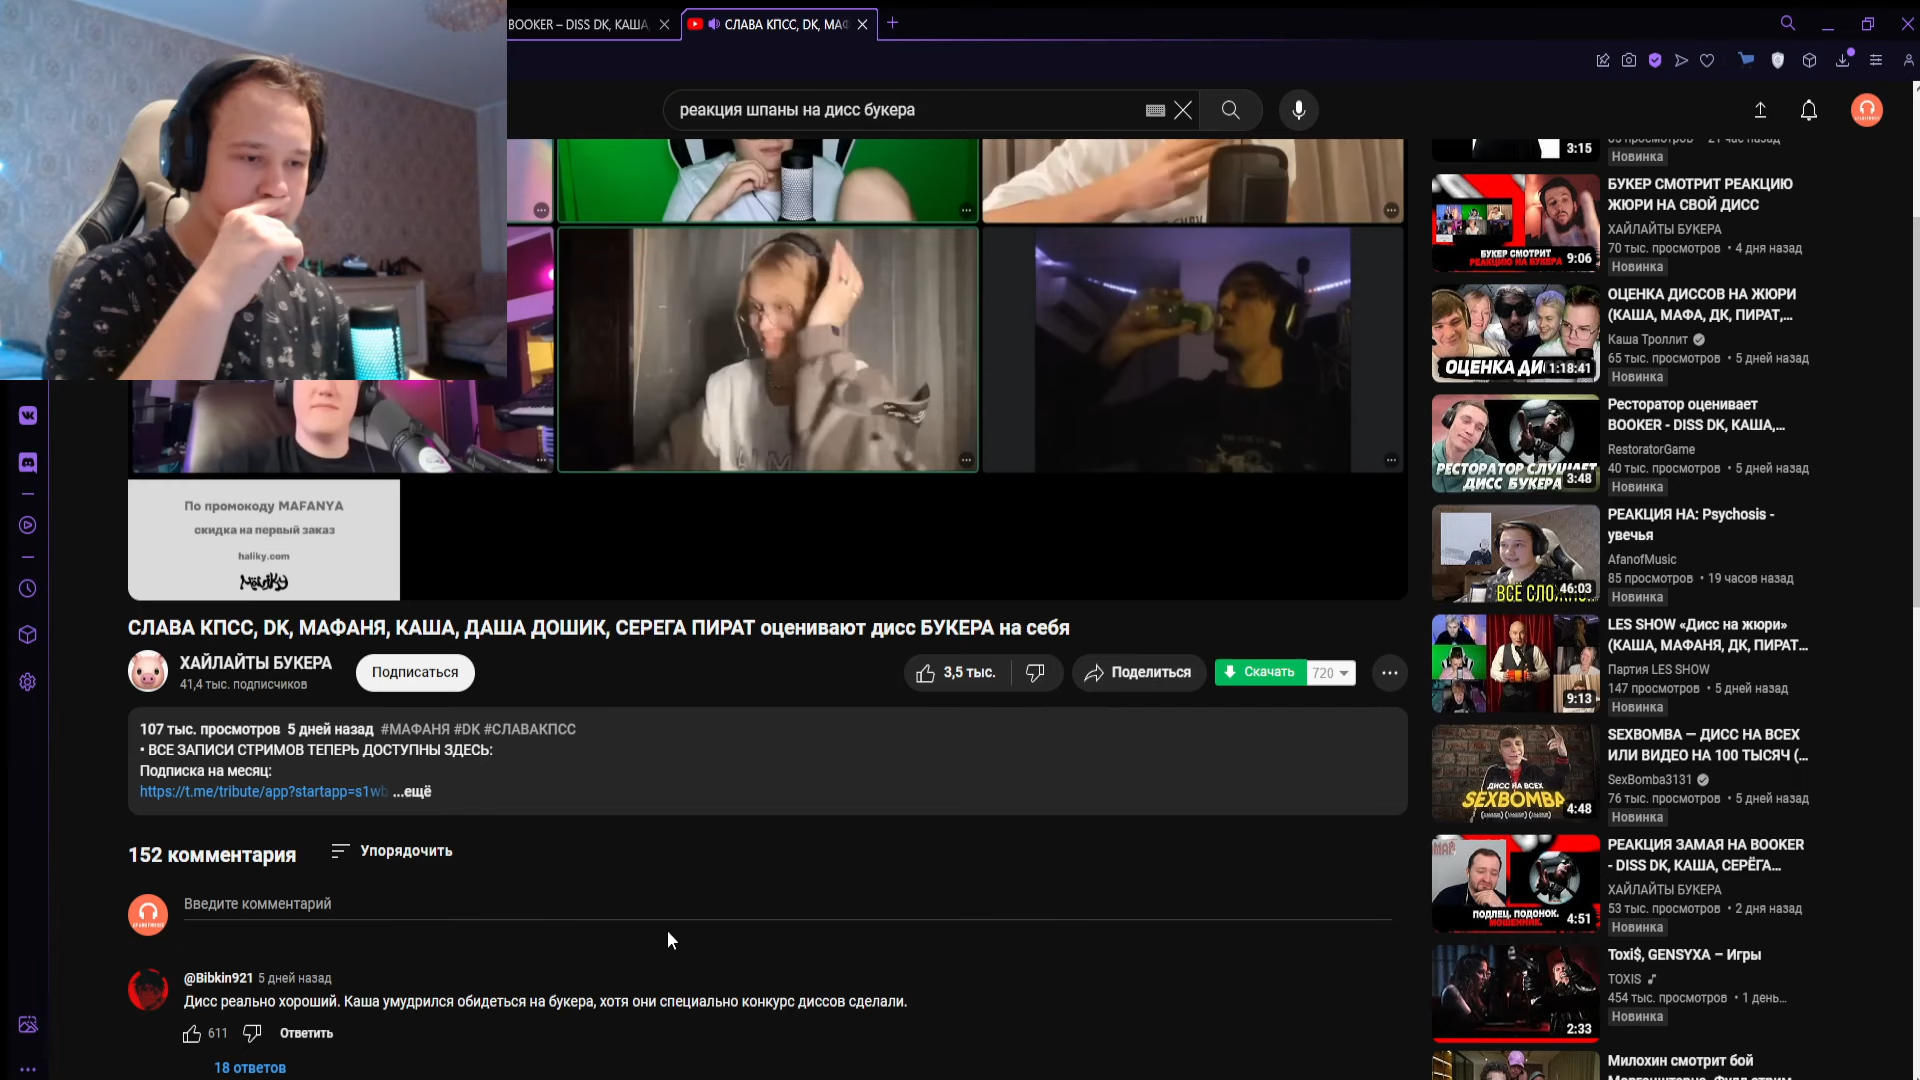 BOOKER – DISS DK, КАША,
СЛАВА КПСС, DK, МАФ
реакция шпаны на дисс букера
По промокоду MAFANYA
скидка на первый заказ
haliky.com
СЛАВА КПСС, DK, МАФАНЯ, КАША, ДАША ДОШИК, СЕРЕГА ПИРАТ оценивают дисс БУКЕРА на себя
ХАЙЛАЙТЫ БУКЕРА
41,4 тыс. подписчиков
Подписаться
3,5 тыс.
Поделиться
Скачать
720
107 тыс. просмотров 5 дней назад #МАФАНЯ #DK #СЛАВАКПСС
• ВСЕ ЗАПИСИ СТРИМОВ ТЕПЕРЬ ДОСТУПНЫ ЗДЕСЬ:
Подписка на месяц:
https://t.me/tribute/app?startapp=s1wb ...ещё
152 комментария
Упорядочить
Введите комментарий
@Bibkin921 5 дней назад
Дисс реально хороший. Каша умудрился обидеться на букера, хотя они специально конкурс диссов сделали.
611
Ответить
18 ответов
3:15
Новинка
БУКЕР СМОТРИТ
РЕАКЦИЮ НА БУКЕРА
9:06
БУКЕР СМОТРИТ РЕАКЦИЮ
ЖЮРИ НА СВОЙ ДИСС
ХАЙЛАЙТЫ БУКЕРА
70 тыс. просмотров • 4 дня назад
Новинка
ОЦЕНКА ДИ
1:18:41
ОЦЕНКА ДИССОВ НА ЖЮРИ
(КАША, МАФА, ДК, ПИРАТ,...
Каша Троллит
65 тыс. просмотров • 5 дней назад
Новинка
РЕСТОРАТОР СЛУШАЕТ
ДИСС БУКЕРА
3:48
Ресторатор оценивает
BOOKER - DISS DK, КАША,...
RestoratorGame
40 тыс. просмотров • 5 дней назад
Новинка
ВСЁ СЛО
46:03
РЕАКЦИЯ НА: Psychosis -
увечья
AfanofMusic
85 просмотров • 19 часов назад
Новинка
9:13
LES SHOW «Дисс на жюри»
(КАША, МАФАНЯ, ДК, ПИРАТ...
Партия LES SHOW
147 просмотров • 5 дней назад
Новинка
ДИСС НА ВСЕХ
SEXBOMBA
4:48
SEXBOMBA — ДИСС НА ВСЕХ
ИЛИ ВИДЕО НА 100 ТЫСЯЧ (...
SexBomba3131
76 тыс. просмотров • 5 дней назад
Новинка
ПОДЛЕЦ. ПОДОНОК.
МОШЕННИК.
4:51
РЕАКЦИЯ ЗАМАЯ НА BOOKER
- DISS DK, КАША, СЕРЁГА...
ХАЙЛАЙТЫ БУКЕРА
53 тыс. просмотров • 2 дня назад
Новинка
2:33
Toxi$, GENSYXA – Игры
TOXIS
454 тыс. просмотров • 1 день...
Новинка
Милохин смотрит бой